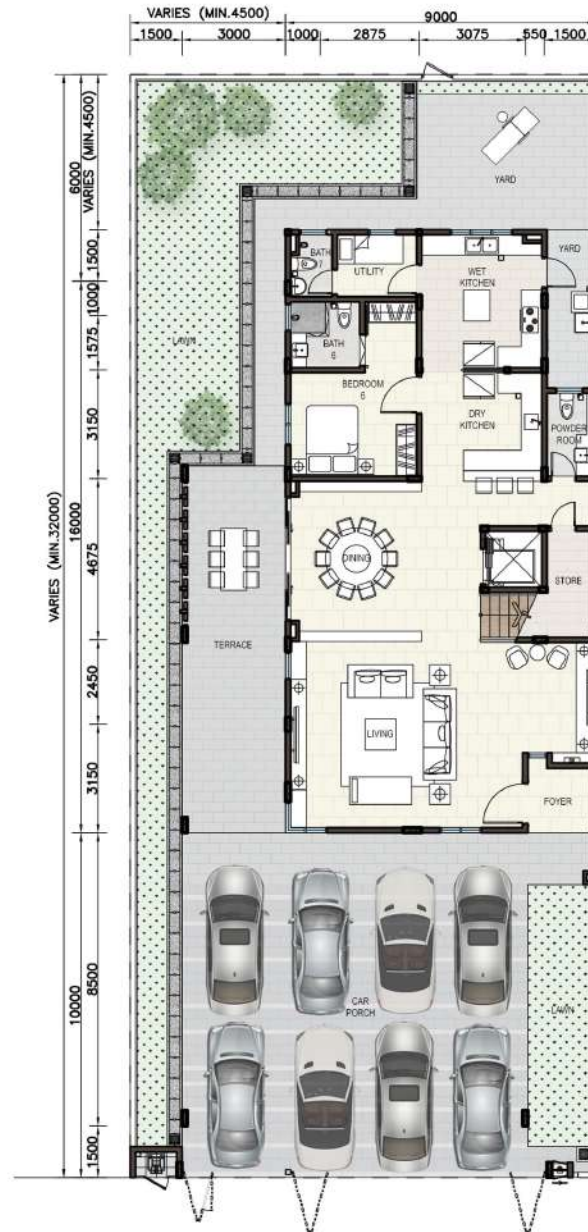 VARIES (MIN.4500)
9000
1500
3000
1000
2875
3075
550
1500
VARIES (MIN.32000)
6000
VARIES (MIN.4500)
1500
1000
1575
3150
16000
4675
2450
3150
10000
8500
1500
YARD
BATH
7
UTILITY
WET
KITCHEN
YARD
LAWN
BATH
6
BEDROOM
6
DRY
KITCHEN
POWDER
ROOM
DINING
STORE
TERRACE
LIVING
FOYER
CAR
PORCH
LAWN